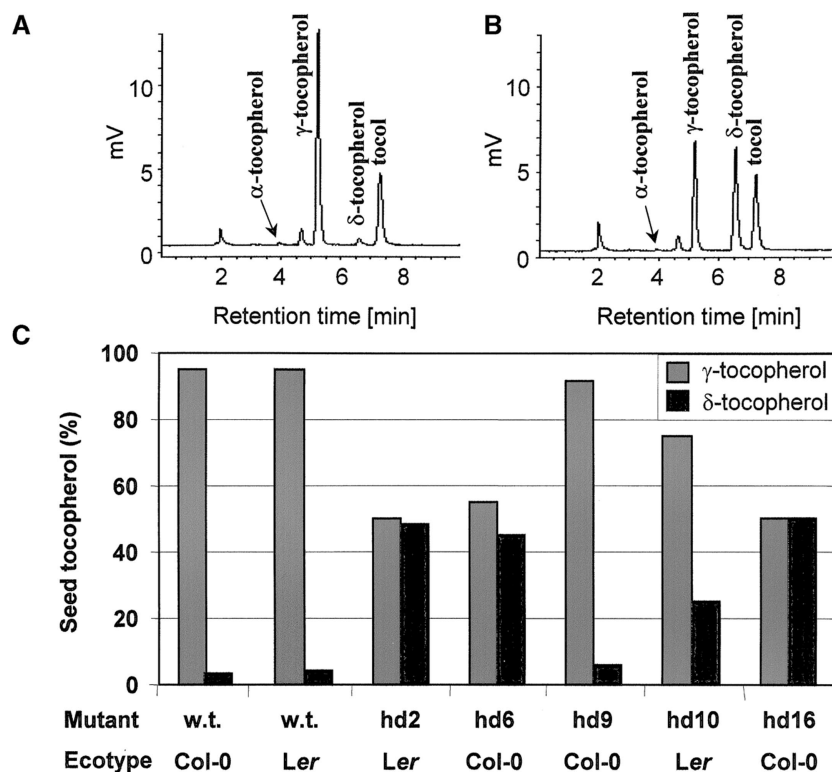 A
mV
10
5
0
α-tocopherol
γ-tocopherol
δ-tocopherol
tocol
2 4 6 8
Retention time [min]
B
mV
10
5
0
α-tocopherol
γ-tocopherol
δ-tocopherol
tocol
2 4 6 8
Retention time [min]
C
Seed tocopherol (%)
100
80
60
40
20
0
γ-tocopherol
δ-tocopherol
Mutant w.t. w.t. hd2 hd6 hd9 hd10 hd16
Ecotype Col-0 Ler Ler Col-0 Col-0 Ler Col-0